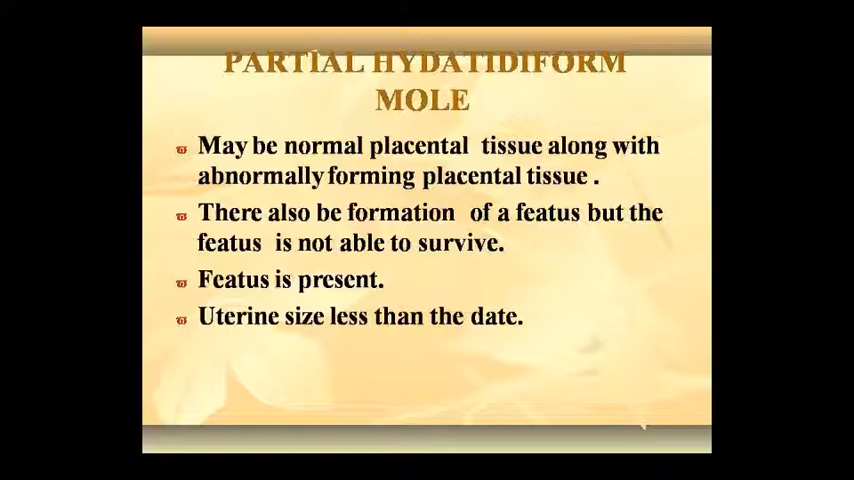 PARTIAL HYDATIDIFORM
MOLE
May be normal placental tissue along with
abnormally forming placental tissue .
There also be formation of a featus but the
featus is not able to survive.
Featus is present.
Uterine size less than the date.